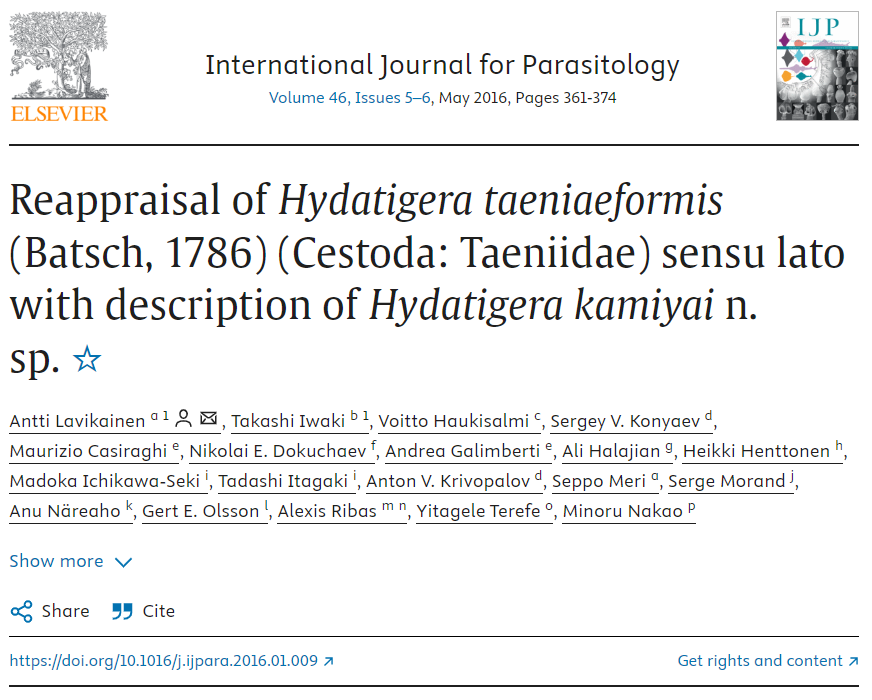 ELSEVIER
International Journal for Parasitology
Volume 46, Issues 5–6, May 2016, Pages 361-374
IJP
Reappraisal of Hydatigera taeniaeformis
(Batsch, 1786) (Cestoda: Taeniidae) sensu lato
with description of Hydatigera kamiyai n.
sp. ☆
Antti Lavikainen a 1, Takashi Iwaki b 1, Voitto Haukisalmi c, Sergey V. Konyaev d,
Maurizio Casiraghi e, Nikolai E. Dokuchaev f, Andrea Galimberti e, Ali Halajian g, Heikki Henttonen h,
Madoka Ichikawa-Seki i, Tadashi Itagaki i, Anton V. Krivopalov d, Seppo Meri a, Serge Morand j,
Anu Näreaho k, Gert E. Olsson l, Alexis Ribas m n, Yitagele Terefe o, Minoru Nakao p
Show more
Share Cite
https://doi.org/10.1016/j.ijpara.2016.01.009 ↗ Get rights and content ↗